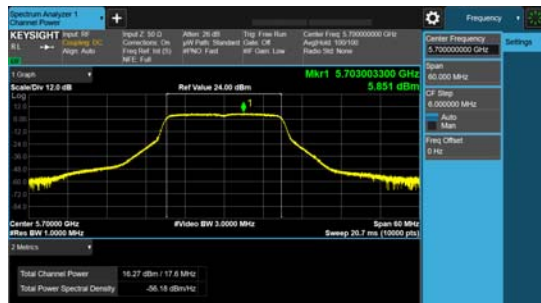 Spectrum Analyzer 1
Channel Power
+
Frequency
KEYSIGHT Input: RF
RL Coupling: DC
Align: Auto
Input Z: 50 Ω
Corrections: On
Freq Ref: Int (S)
NFE: Full
Atten: 26 dB
µW Path: Standard
#PNO: Fast
Trig: Free Run
Gate: Off
#IF Gain: Low
Center Freq: 5.700000000 GHz
Avg|Hold: 100/100
Radio Std: None
Center Frequency
5.700000000 GHz
Settings
Span
60.000 MHz
CF Step
6.000000 MHz
Auto
Man
Freq Offset
0 Hz
1 Graph
Scale/Div 12.0 dB
Ref Value 24.00 dBm
Mkr1 5.703003300 GHz
5.851 dBm
Log
1
Center 5.70000 GHz
#Res BW 1.0000 MHz
#Video BW 3.0000 MHz
Span 60 MHz
Sweep 20.7 ms (10000 pts)
2 Metrics
Total Channel Power 16.27 dBm / 17.6 MHz
Total Power Spectral Density -56.18 dBm/Hz